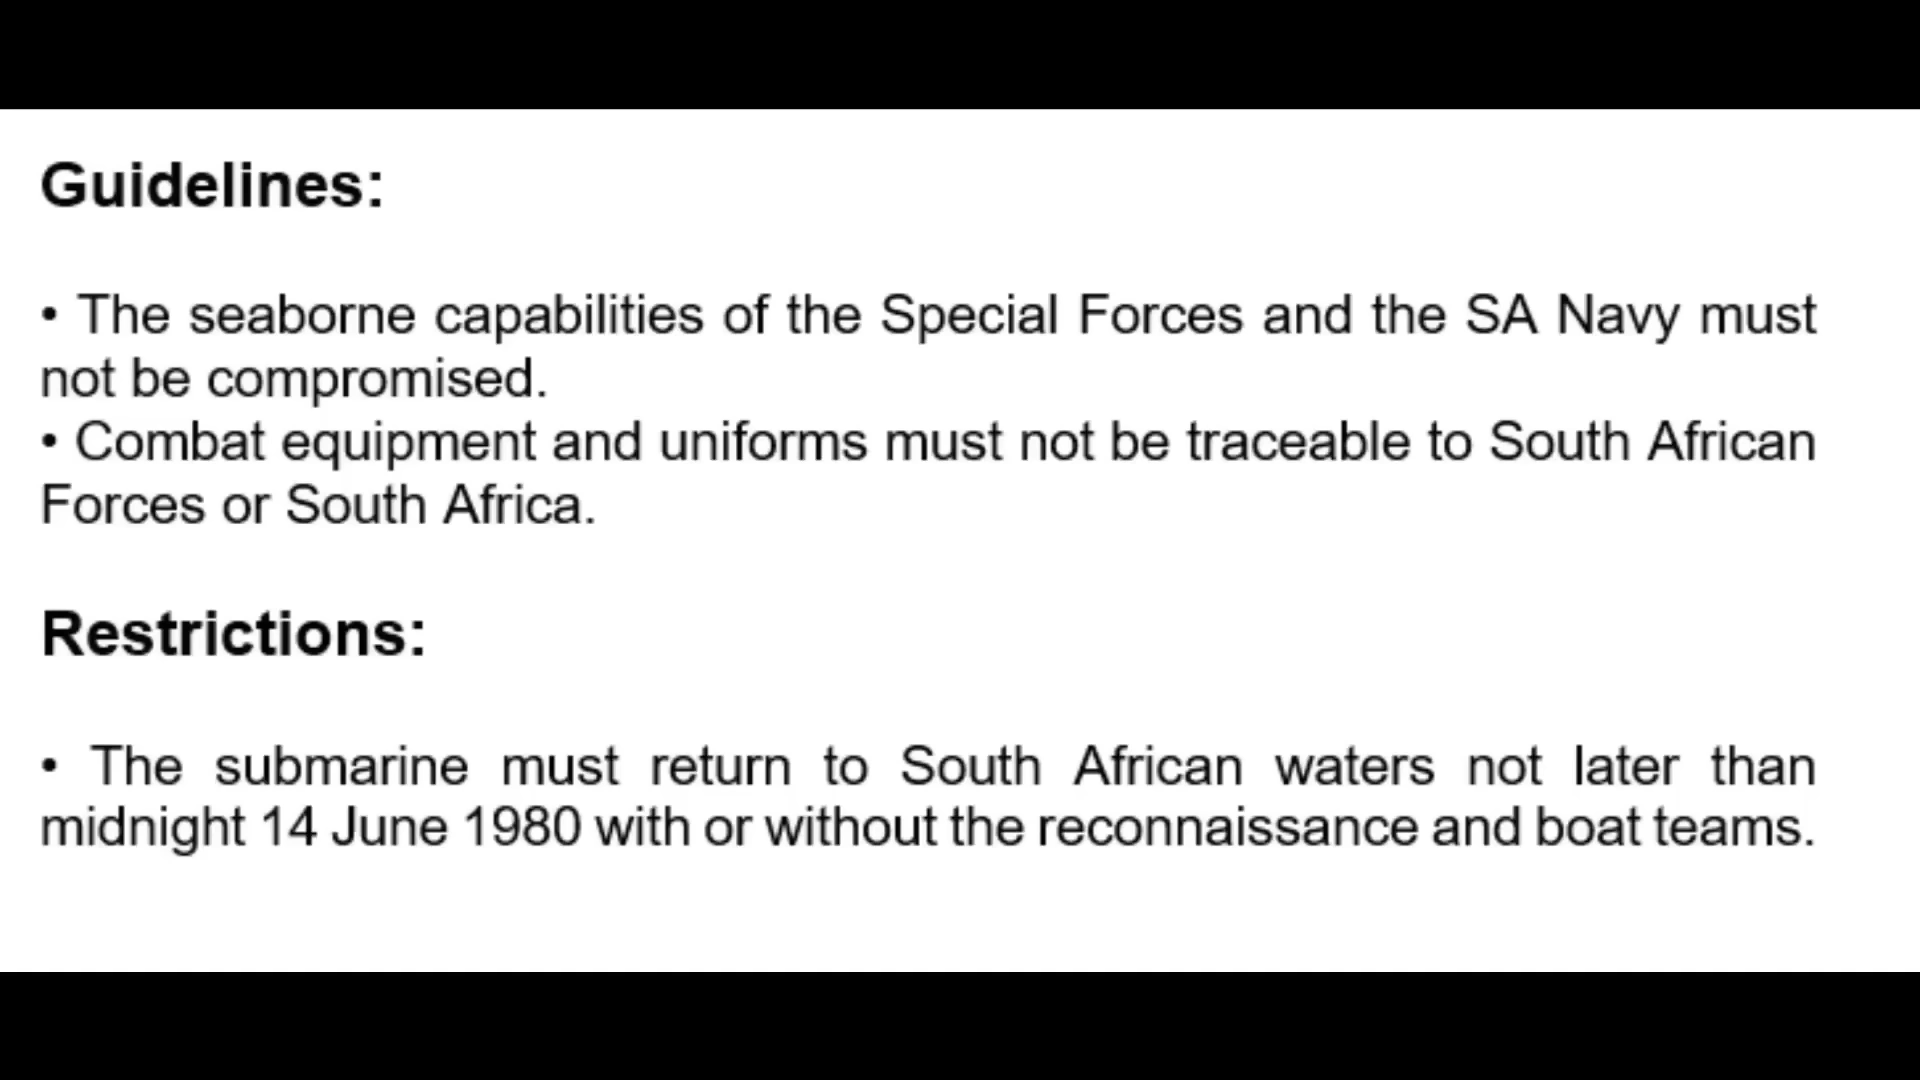 Guidelines:
• The seaborne capabilities of the Special Forces and the SA Navy must
not be compromised.
• Combat equipment and uniforms must not be traceable to South African
Forces or South Africa.
Restrictions:
• The submarine must return to South African waters not later than
midnight 14 June 1980 with or without the reconnaissance and boat teams.